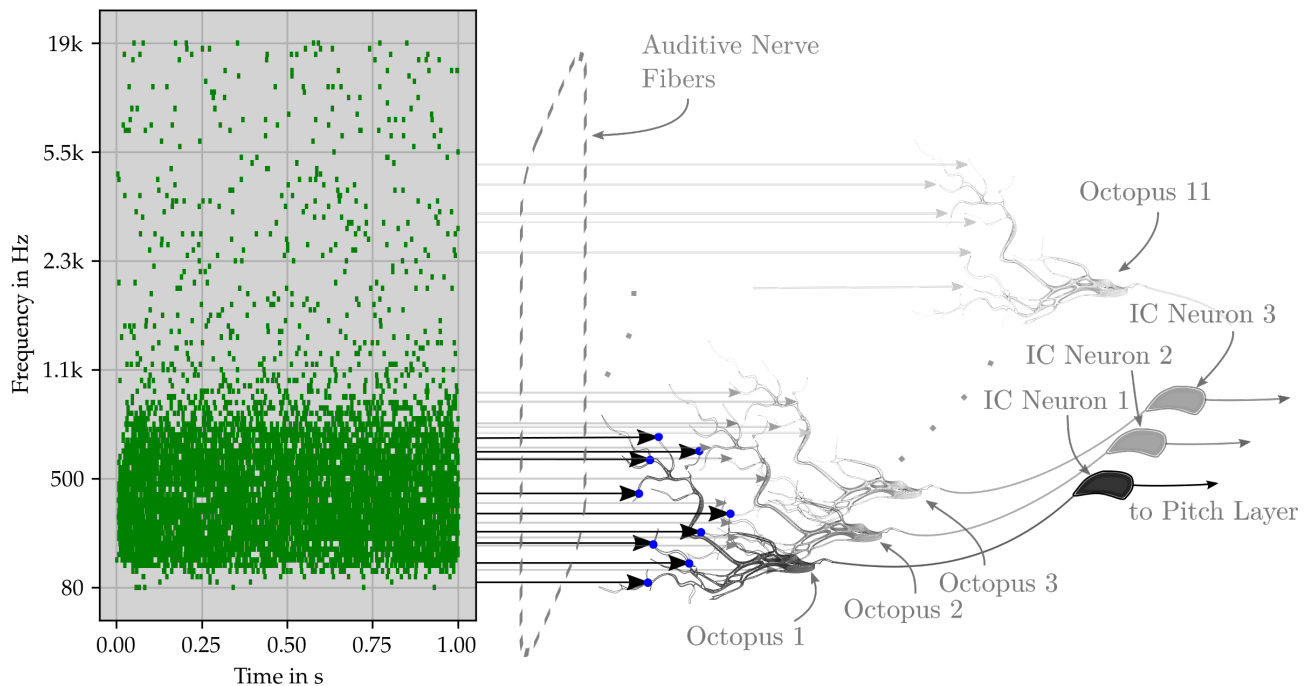 19k
5.5k
2.3k
1.1k
500
80
Frequency in Hz
0.00 0.25 0.50 0.75 1.00
Time in s
Auditive Nerve
Fibers
Octopus 11
IC Neuron 3
IC Neuron 2
IC Neuron 1
to Pitch Layer
Octopus 3
Octopus 2
Octopus 1